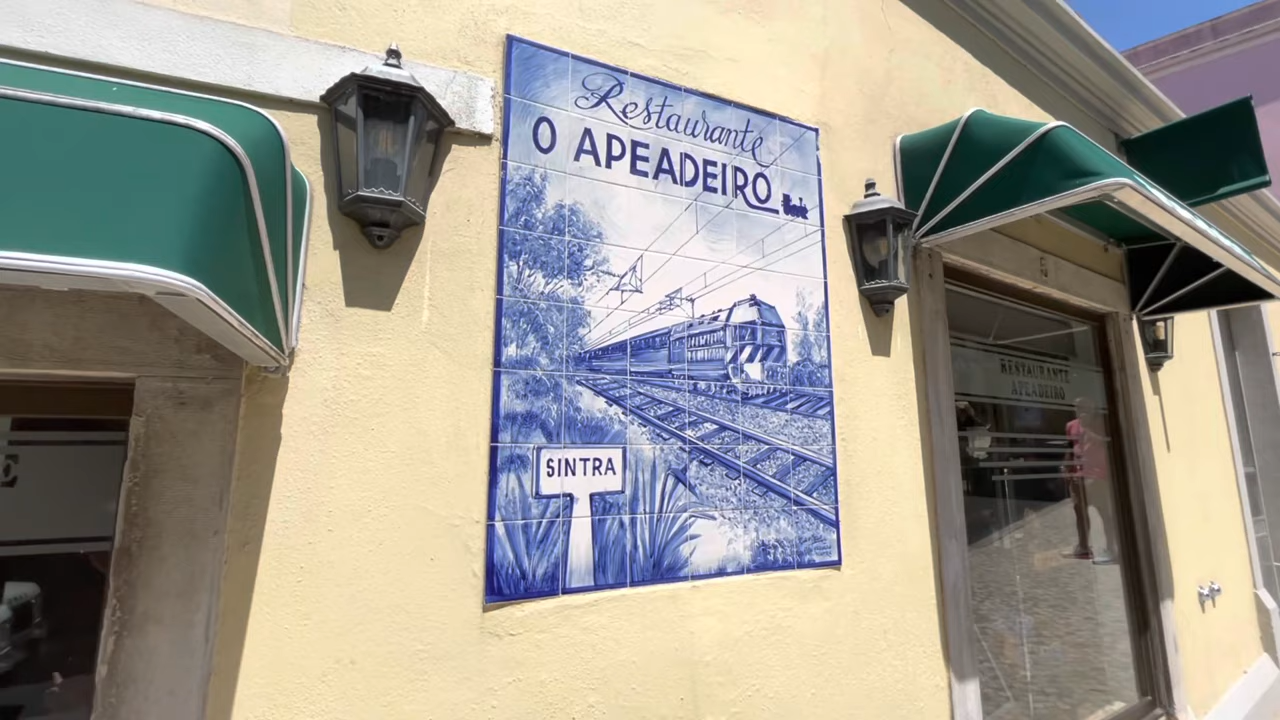 Restaurante
O APEADEIRO
SINTRA
RESTAURANTE
APEADEIRO
E